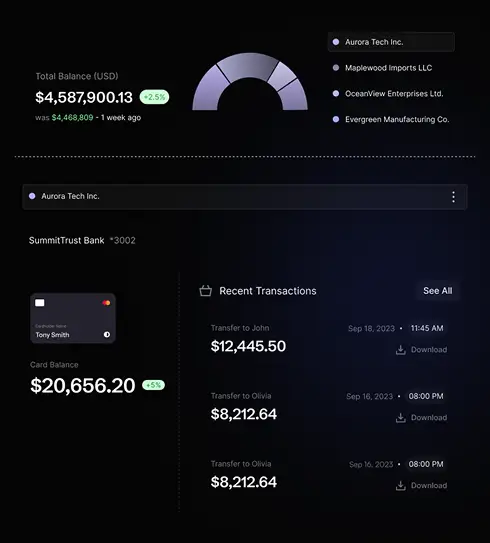 Total Balance (USD)
$4,587,900.13 +2.5%
was $4,468,809 - 1 week ago
Aurora Tech Inc.
Maplewood Imports LLC
OceanView Enterprises Ltd.
Evergreen Manufacturing Co.
Aurora Tech Inc.
SummitTrust Bank *3002
Cardholder Name
Tony Smith
Card Balance
$20,656.20 +5%
Recent Transactions See All
Transfer to John Sep 18, 2023 • 11:45 AM
$12,445.50 Download
Transfer to Olivia Sep 16, 2023 • 08:00 PM
$8,212.64 Download
Transfer to Olivia Sep 16, 2023 • 08:00 PM
$8,212.64 Download